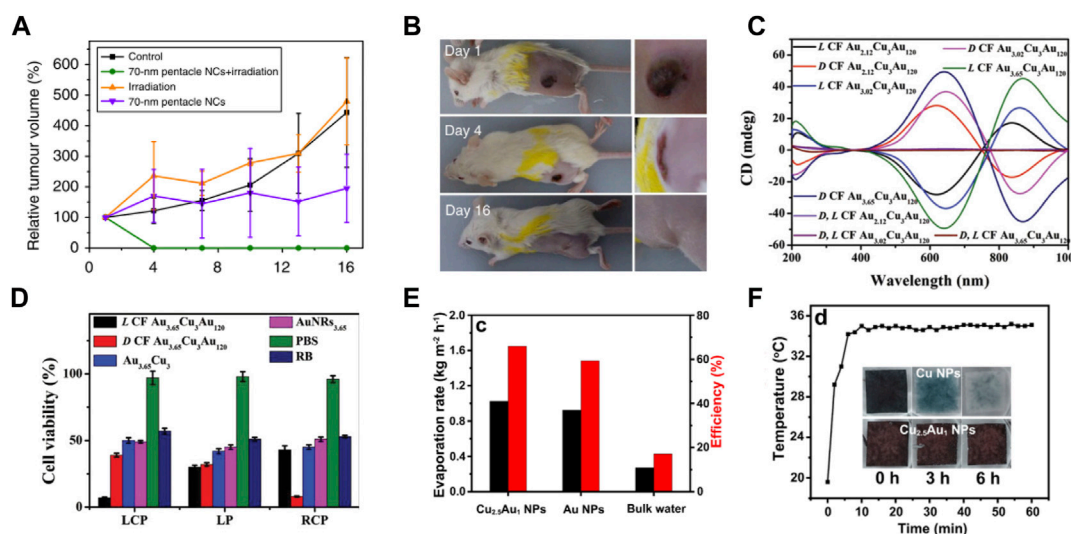 A
Relative tumour volume (%)
600
500
400
300
200
100
0
Control
70-nm pentacle NCs+irradiation
Irradiation
70-nm pentacle NCs
0 4 8 12 16
B
Day 1
Day 4
Day 16
C
CD (mdeg)
60
40
20
0
-20
-40
-60
L CF Au2.12Cu3Au120
D CF Au2.12Cu3Au120
L CF Au3.02Cu3Au120
D CF Au3.02Cu3Au120
L CF Au3.65Cu3Au120
D CF Au3.65Cu3Au120
D, L CF Au2.12Cu3Au120
D, L CF Au3.02Cu3Au120
D, L CF Au3.65Cu3Au120
200 400 600 800 1000
Wavelength (nm)
D
Cell viability (%)
100
50
0
L CF Au3.65Cu3Au120
D CF Au3.65Cu3Au120
Au3.65Cu3
AuNRs3.65
PBS
RB
LCP LP RCP
E
c
Evaporation rate (kg m-2 h-1)
2.0
1.6
1.2
0.8
0.4
0.0
80
60
40
20
0
Efficiency (%)
Cu2.5Au1 NPs Au NPs Bulk water
F
d
Temperature (°C)
36
32
28
24
20
Cu NPs
Cu2.5Au1 NPs
0 h 3 h 6 h
0 10 20 30 40 50 60
Time (min)